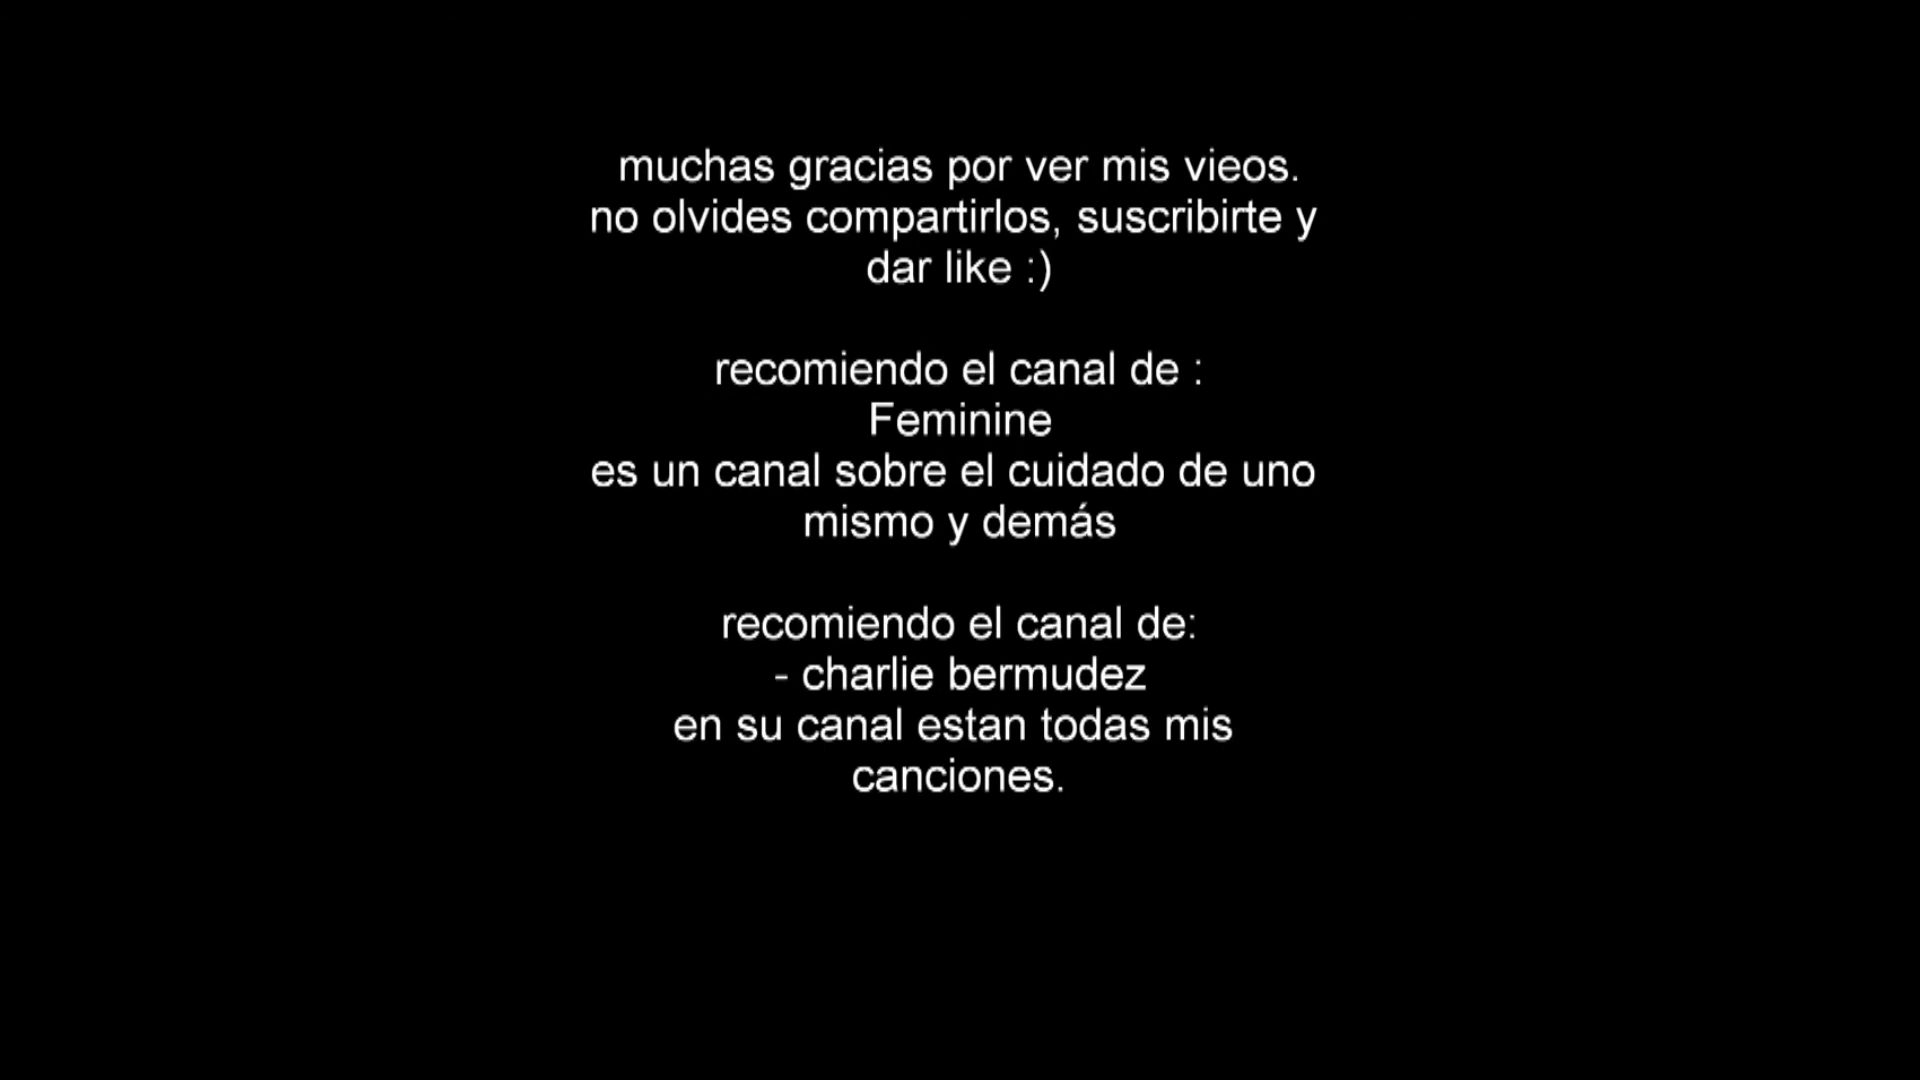 muchas gracias por ver mis vieos.
no olvides compartirlos, suscribirte y
dar like :)
recomiendo el canal de :
Feminine
es un canal sobre el cuidado de uno
mismo y demás
recomiendo el canal de:
- charlie bermudez
en su canal estan todas mis
canciones.